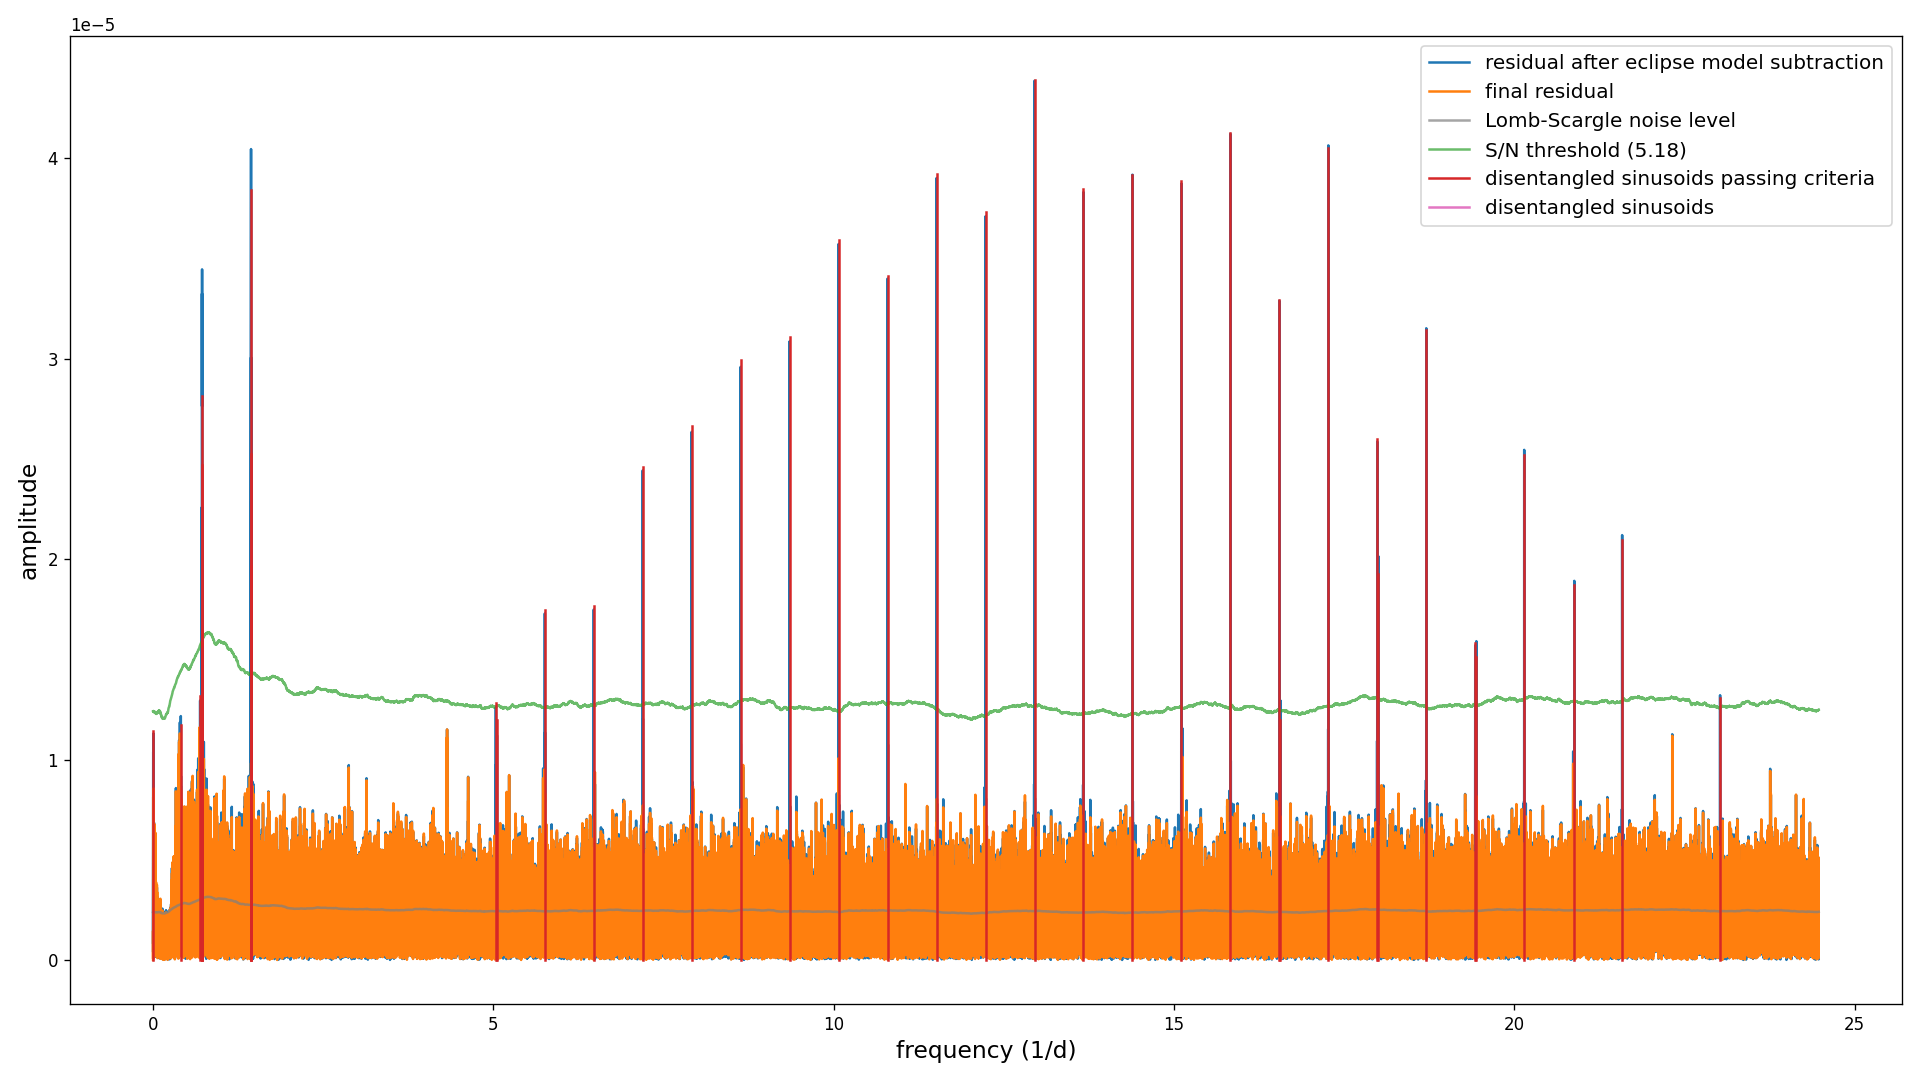 1e−5
residual after eclipse model subtraction
final residual
Lomb-Scargle noise level
S/N threshold (5.18)
disentangled sinusoids passing criteria
disentangled sinusoids
4
3
2
1
0
amplitude
0 5 10 15 20 25
frequency (1/d)